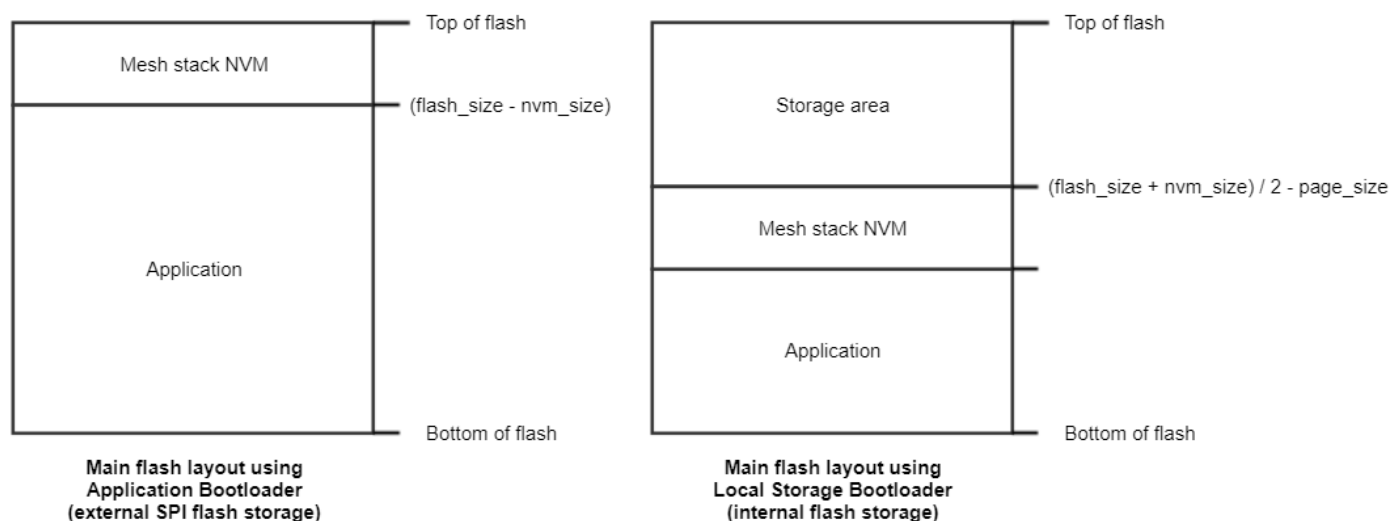 Top of flash
Mesh stack NVM
(flash_size - nvm_size)
Application
Bottom of flash
Main flash layout using
Application Bootloader
(external SPI flash storage)
Top of flash
Storage area
(flash_size + nvm_size) / 2 - page_size
Mesh stack NVM
Application
Bottom of flash
Main flash layout using
Local Storage Bootloader
(internal flash storage)